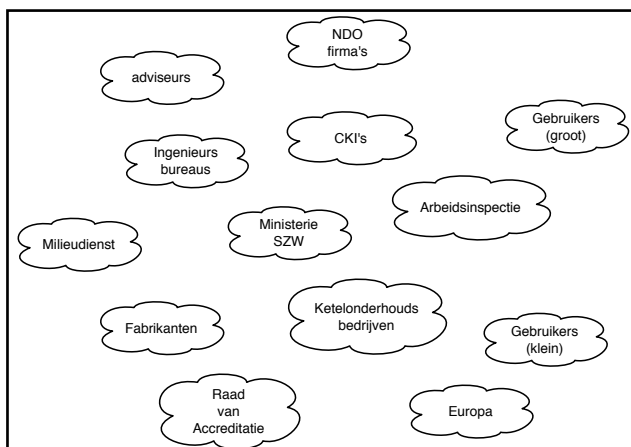 NDO
firma's
adviseurs
Gebruikers
(groot)
CKI's
Ingenieurs
bureaus
Arbeidsinspectie
Ministerie
SZW
Milieudienst
Ketelonderhouds
bedrijven
Fabrikanten
Gebruikers
(klein)
Raad
van
Accreditatie
Europa